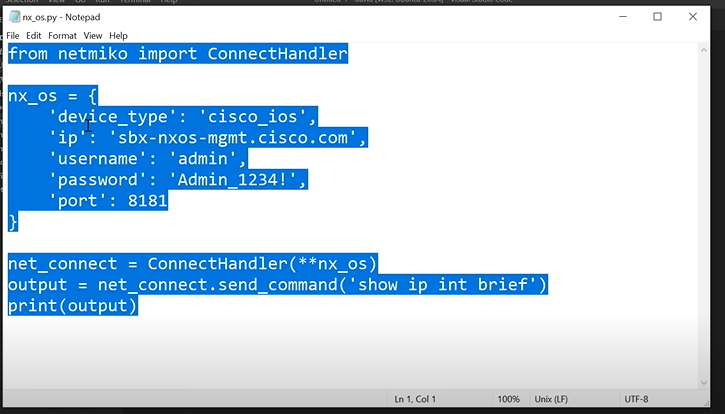 nx_os.py - Notepad
File Edit Format View Help
from netmiko import ConnectHandler
nx_os = {
'device_type': 'cisco_ios',
'ip': 'sbx-nxos-mgmt.cisco.com',
'username': 'admin',
'password': 'Admin_1234!',
'port': 8181
}
net_connect = ConnectHandler(**nx_os)
output = net_connect.send_command('show ip int brief')
print(output)
Ln 1, Col 1 100% Unix (LF) UTF-8